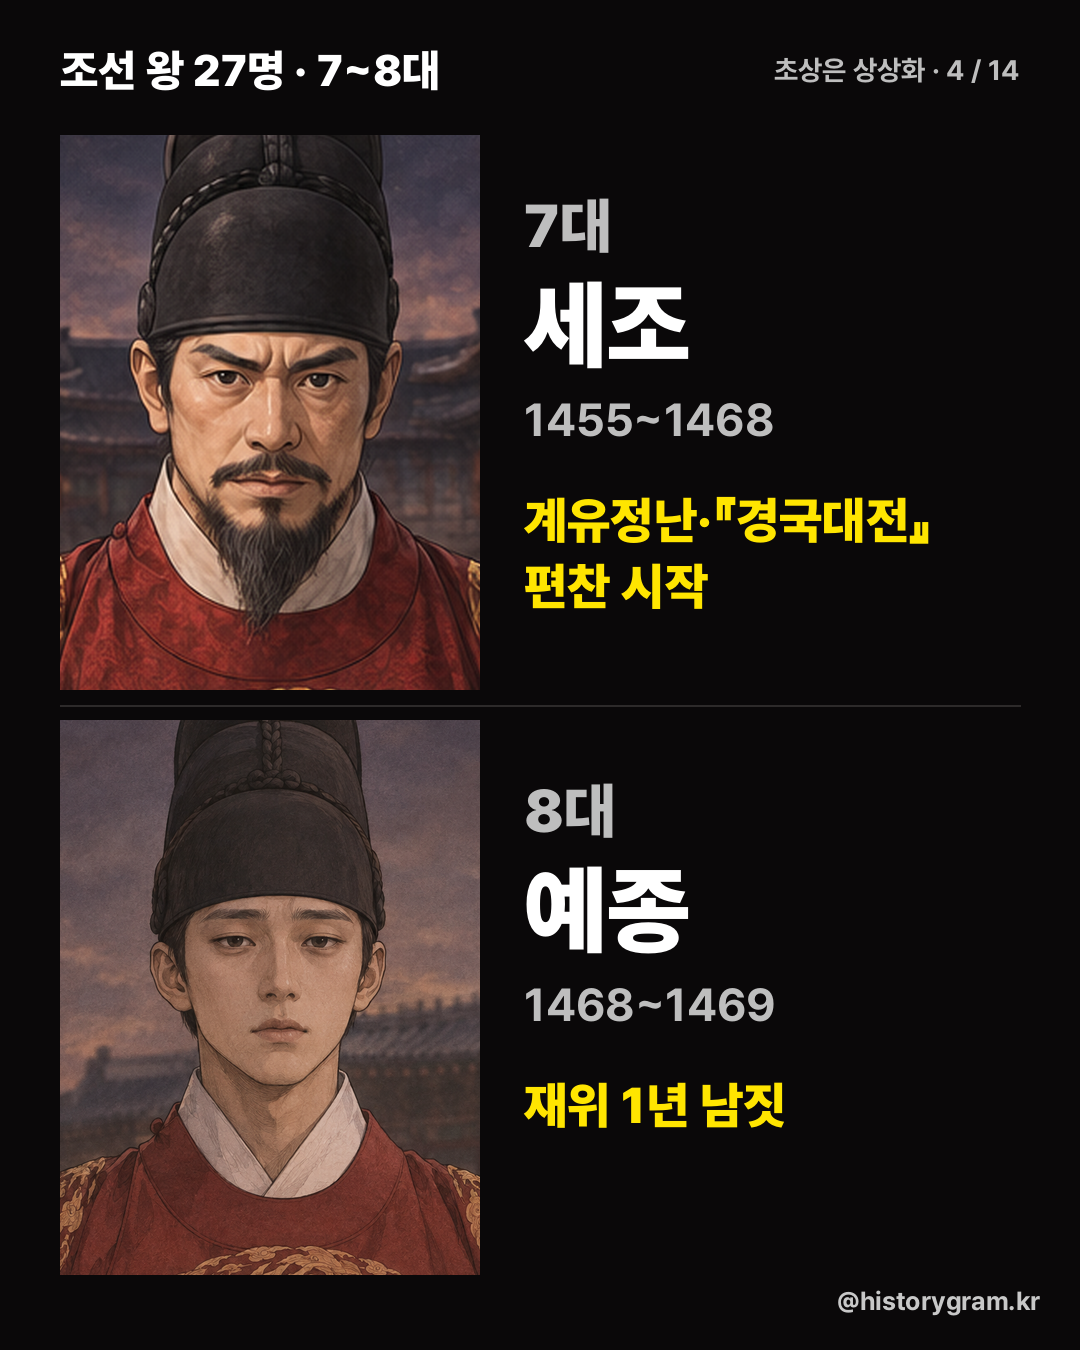 조선 왕 27명 · 7~8대
초상은 상상화 · 4 / 14
7대
세조
1455~1468
계유정난·『경국대전』
편찬 시작
8대
예종
1468~1469
재위 1년 남짓
@historygram.kr